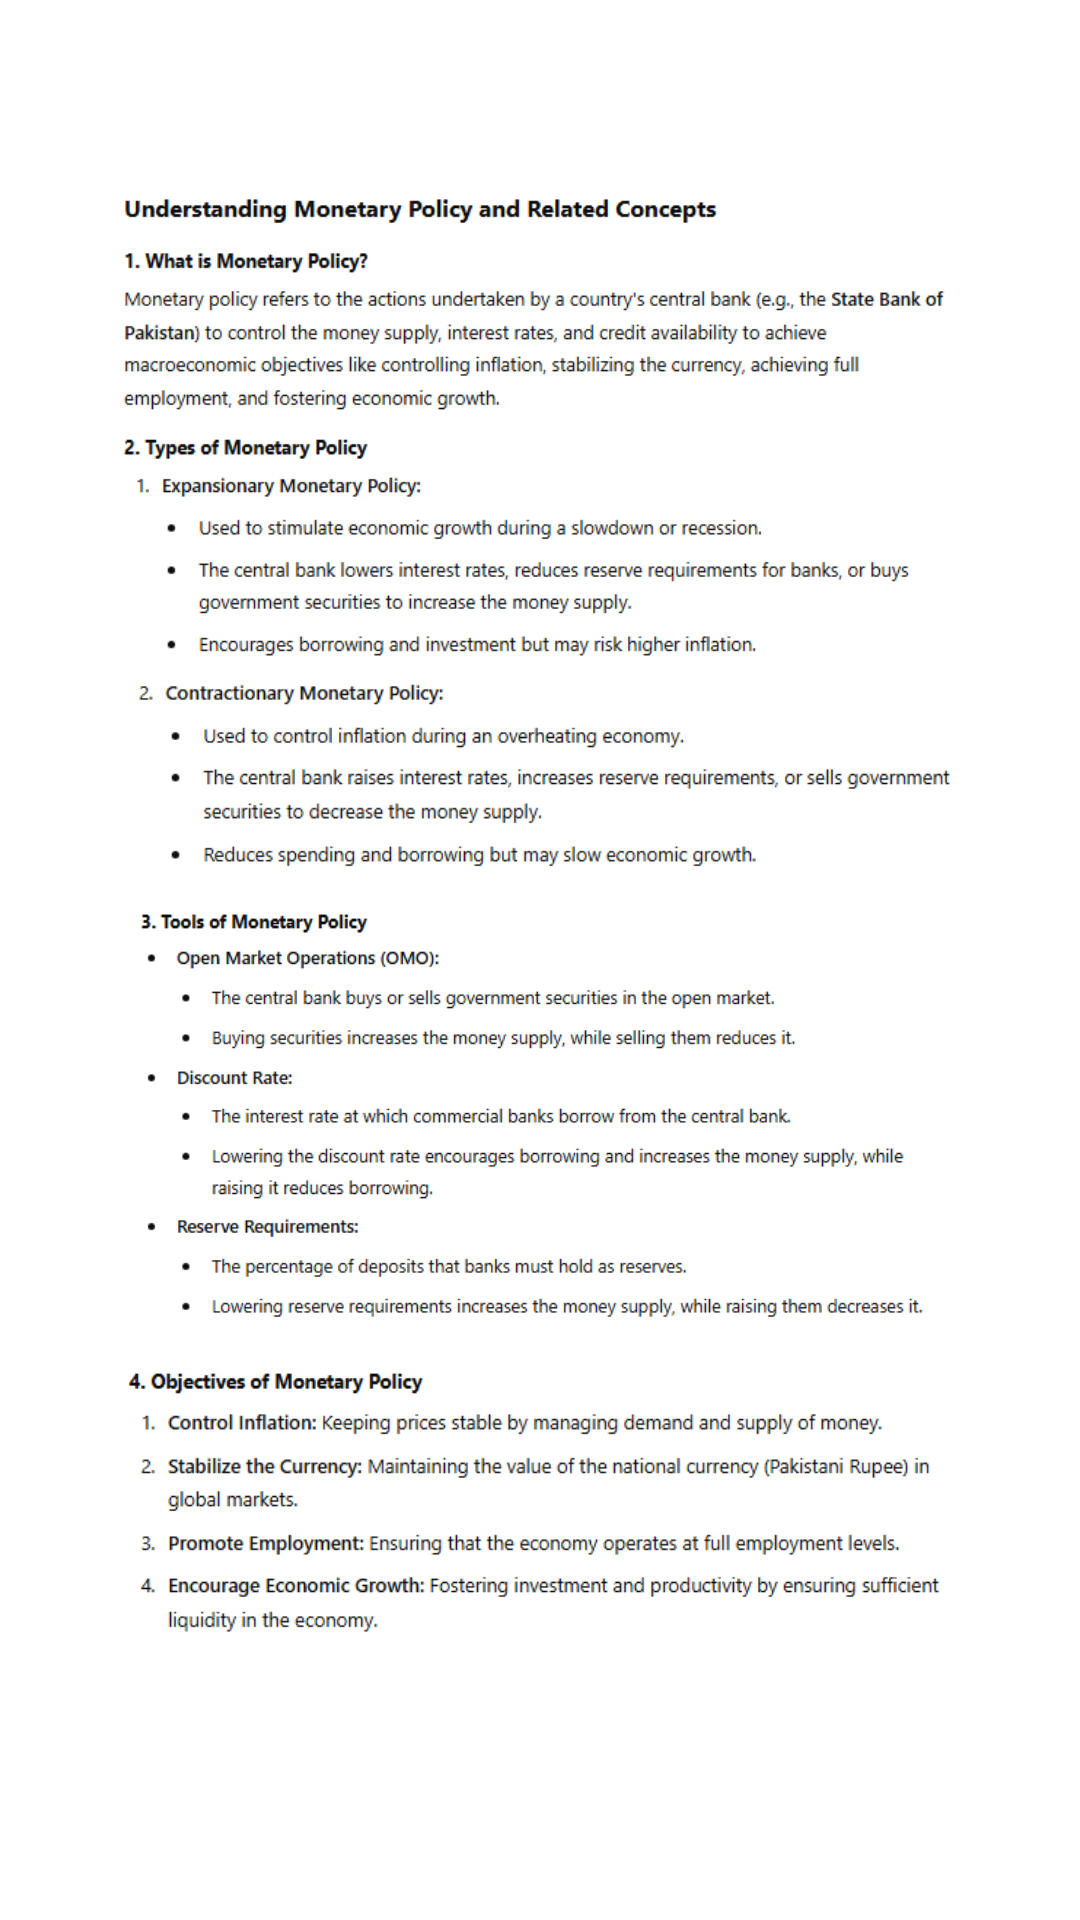 Understanding Monetary Policy and Related Concepts
1. What is Monetary Policy?
Monetary policy refers to the actions undertaken by a country's central bank (e.g., the State Bank of
Pakistan) to control the money supply, interest rates, and credit availability to achieve
macroeconomic objectives like controlling inflation, stabilizing the currency, achieving full
employment, and fostering economic growth.
2. Types of Monetary Policy
1. Expansionary Monetary Policy:
• Used to stimulate economic growth during a slowdown or recession.
• The central bank lowers interest rates, reduces reserve requirements for banks, or buys
government securities to increase the money supply.
• Encourages borrowing and investment but may risk higher inflation.
2. Contractionary Monetary Policy:
• Used to control inflation during an overheating economy.
• The central bank raises interest rates, increases reserve requirements, or sells government
securities to decrease the money supply.
• Reduces spending and borrowing but may slow economic growth.
3. Tools of Monetary Policy
• Open Market Operations (OMO):
• The central bank buys or sells government securities in the open market.
• Buying securities increases the money supply, while selling them reduces it.
• Discount Rate:
• The interest rate at which commercial banks borrow from the central bank.
• Lowering the discount rate encourages borrowing and increases the money supply, while
raising it reduces borrowing.
• Reserve Requirements:
• The percentage of deposits that banks must hold as reserves.
• Lowering reserve requirements increases the money supply, while raising them decreases it.
4. Objectives of Monetary Policy
1. Control Inflation: Keeping prices stable by managing demand and supply of money.
2. Stabilize the Currency: Maintaining the value of the national currency (Pakistani Rupee) in
global markets.
3. Promote Employment: Ensuring that the economy operates at full employment levels.
4. Encourage Economic Growth: Fostering investment and productivity by ensuring sufficient
liquidity in the economy.